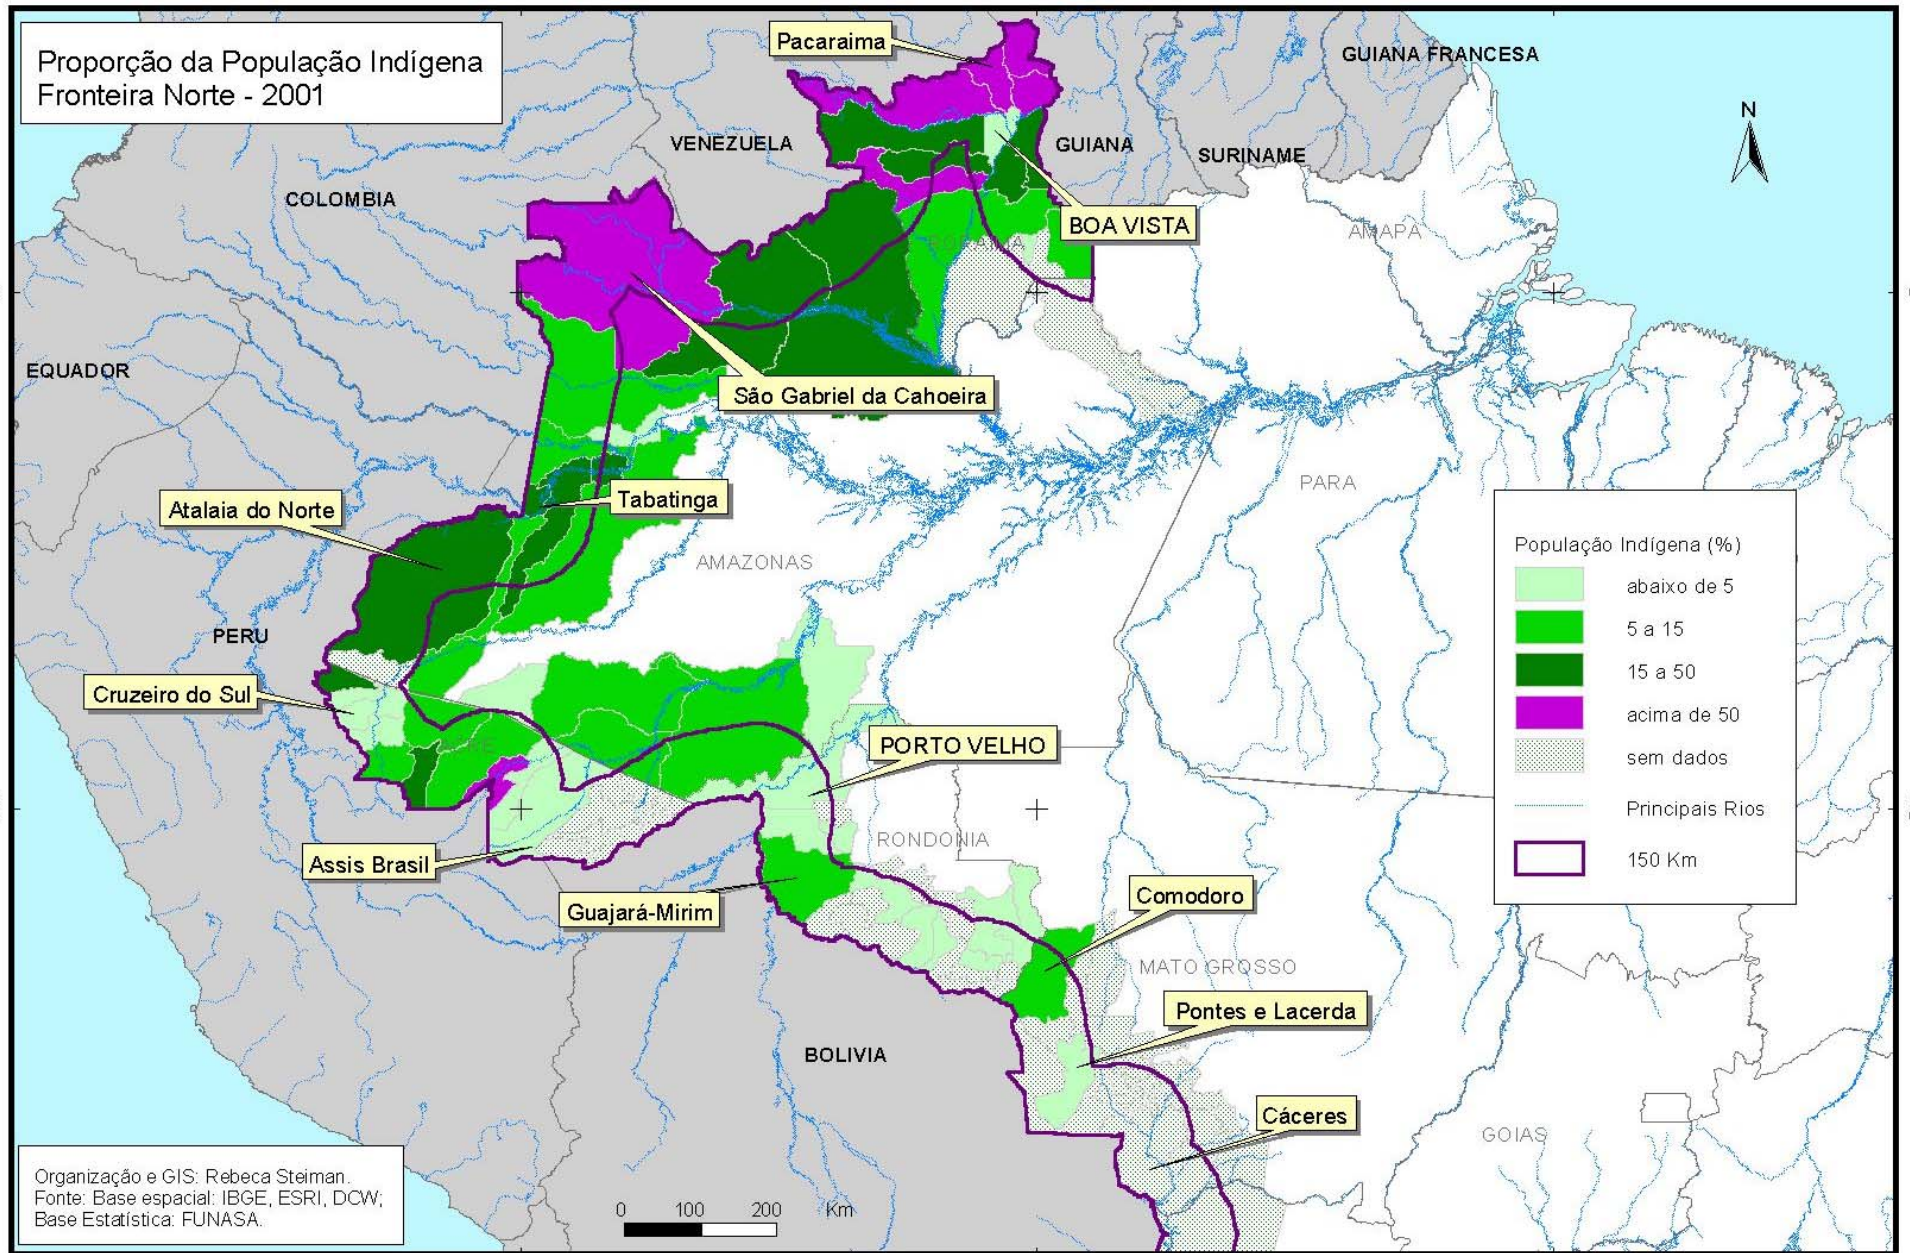 Proporção da População Indígena
Fronteira Norte - 2001
Pacaraima
GUIANA FRANCESA
N
VENEZUELA
GUIANA
SURINAME
COLOMBIA
BOA VISTA
AMAPÁ
RORAIMA
EQUADOR
São Gabriel da Cahoeira
Atalaia do Norte
Tabatinga
PARA
AMAZONAS
PERU
Cruzeiro do Sul
PORTO VELHO
RONDONIA
Assis Brasil
Guajará-Mirim
Comodoro
MATO GROSSO
Pontes e Lacerda
BOLIVIA
Cáceres
GOIAS
População Indígena (%)
abaixo de 5
5 a 15
15 a 50
acima de 50
sem dados
Principais Rios
150 Km
Organização e GIS: Rebeca Steiman.
Fonte: Base espacial: IBGE, ESRI, DCW;
Base Estatística: FUNASA.
0 100 200 Km